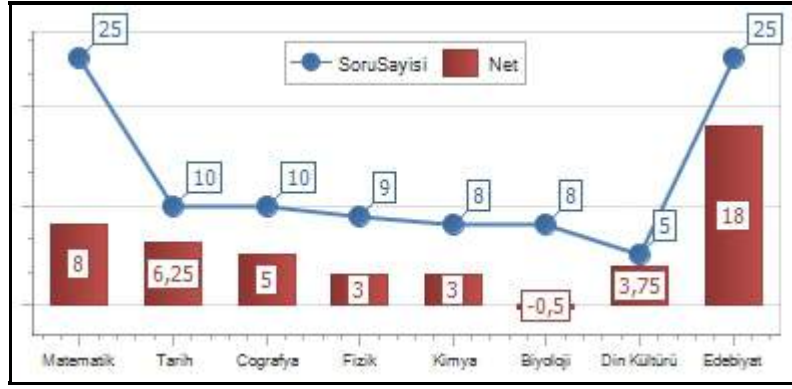 25 25
SoruSayisi Net
10 10 9 8 8 5
8 6,25 5 3 3 -0,5 3,75 18
Matematik Tarih Cografya Fizik Kimya Biyoloji Din Kültürü Edebiyat